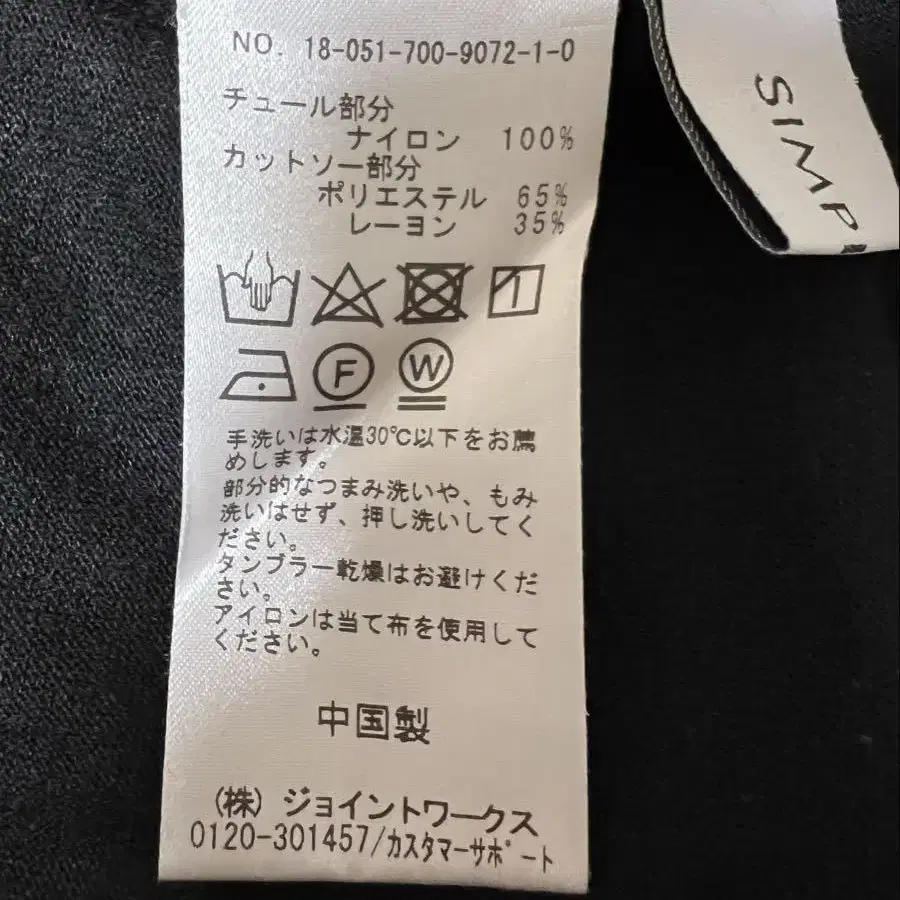 NO. 18-051-700-9072-1-0
チュール部分
ナイロン 100%
カットソー部分
ポリエステル 65%
レーヨン 35%
F
W
手洗いは水温30℃以下をお薦
めします。
部分的なつまみ洗いや、もみ
洗いはせず、押し洗いしてく
ださい。
タンブラー乾燥はお避けくだ
さい。
アイロンは当て布を使用して
ください。
中国製
(株) ジョイントワークス
0120-301457/カスタマーサポート
SIMP